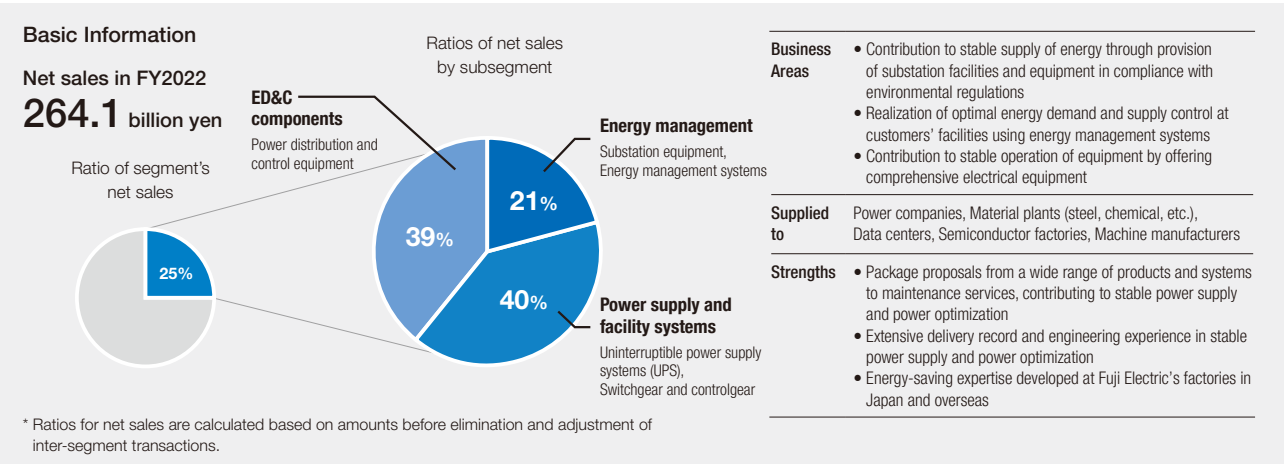 Basic Information
Net sales in FY2022
264.1 billion yen
Ratio of segment's
net sales
25%
Ratios of net sales
by subsegment
ED&C
components
Power distribution and
control equipment
39%
21%
40%
Energy management
Substation equipment,
Energy management systems
Power supply and
facility systems
Uninterruptible power supply
systems (UPS),
Switchgear and controlgear
* Ratios for net sales are calculated based on amounts before elimination and adjustment of
inter-segment transactions.
Business
Areas
• Contribution to stable supply of energy through provision
of substation facilities and equipment in compliance with
environmental regulations
• Realization of optimal energy demand and supply control at
customers' facilities using energy management systems
• Contribution to stable operation of equipment by offering
comprehensive electrical equipment
Supplied
to
Power companies, Material plants (steel, chemical, etc.),
Data centers, Semiconductor factories, Machine manufacturers
Strengths
• Package proposals from a wide range of products and systems
to maintenance services, contributing to stable power supply
and power optimization
• Extensive delivery record and engineering experience in stable
power supply and power optimization
• Energy-saving expertise developed at Fuji Electric's factories in
Japan and overseas